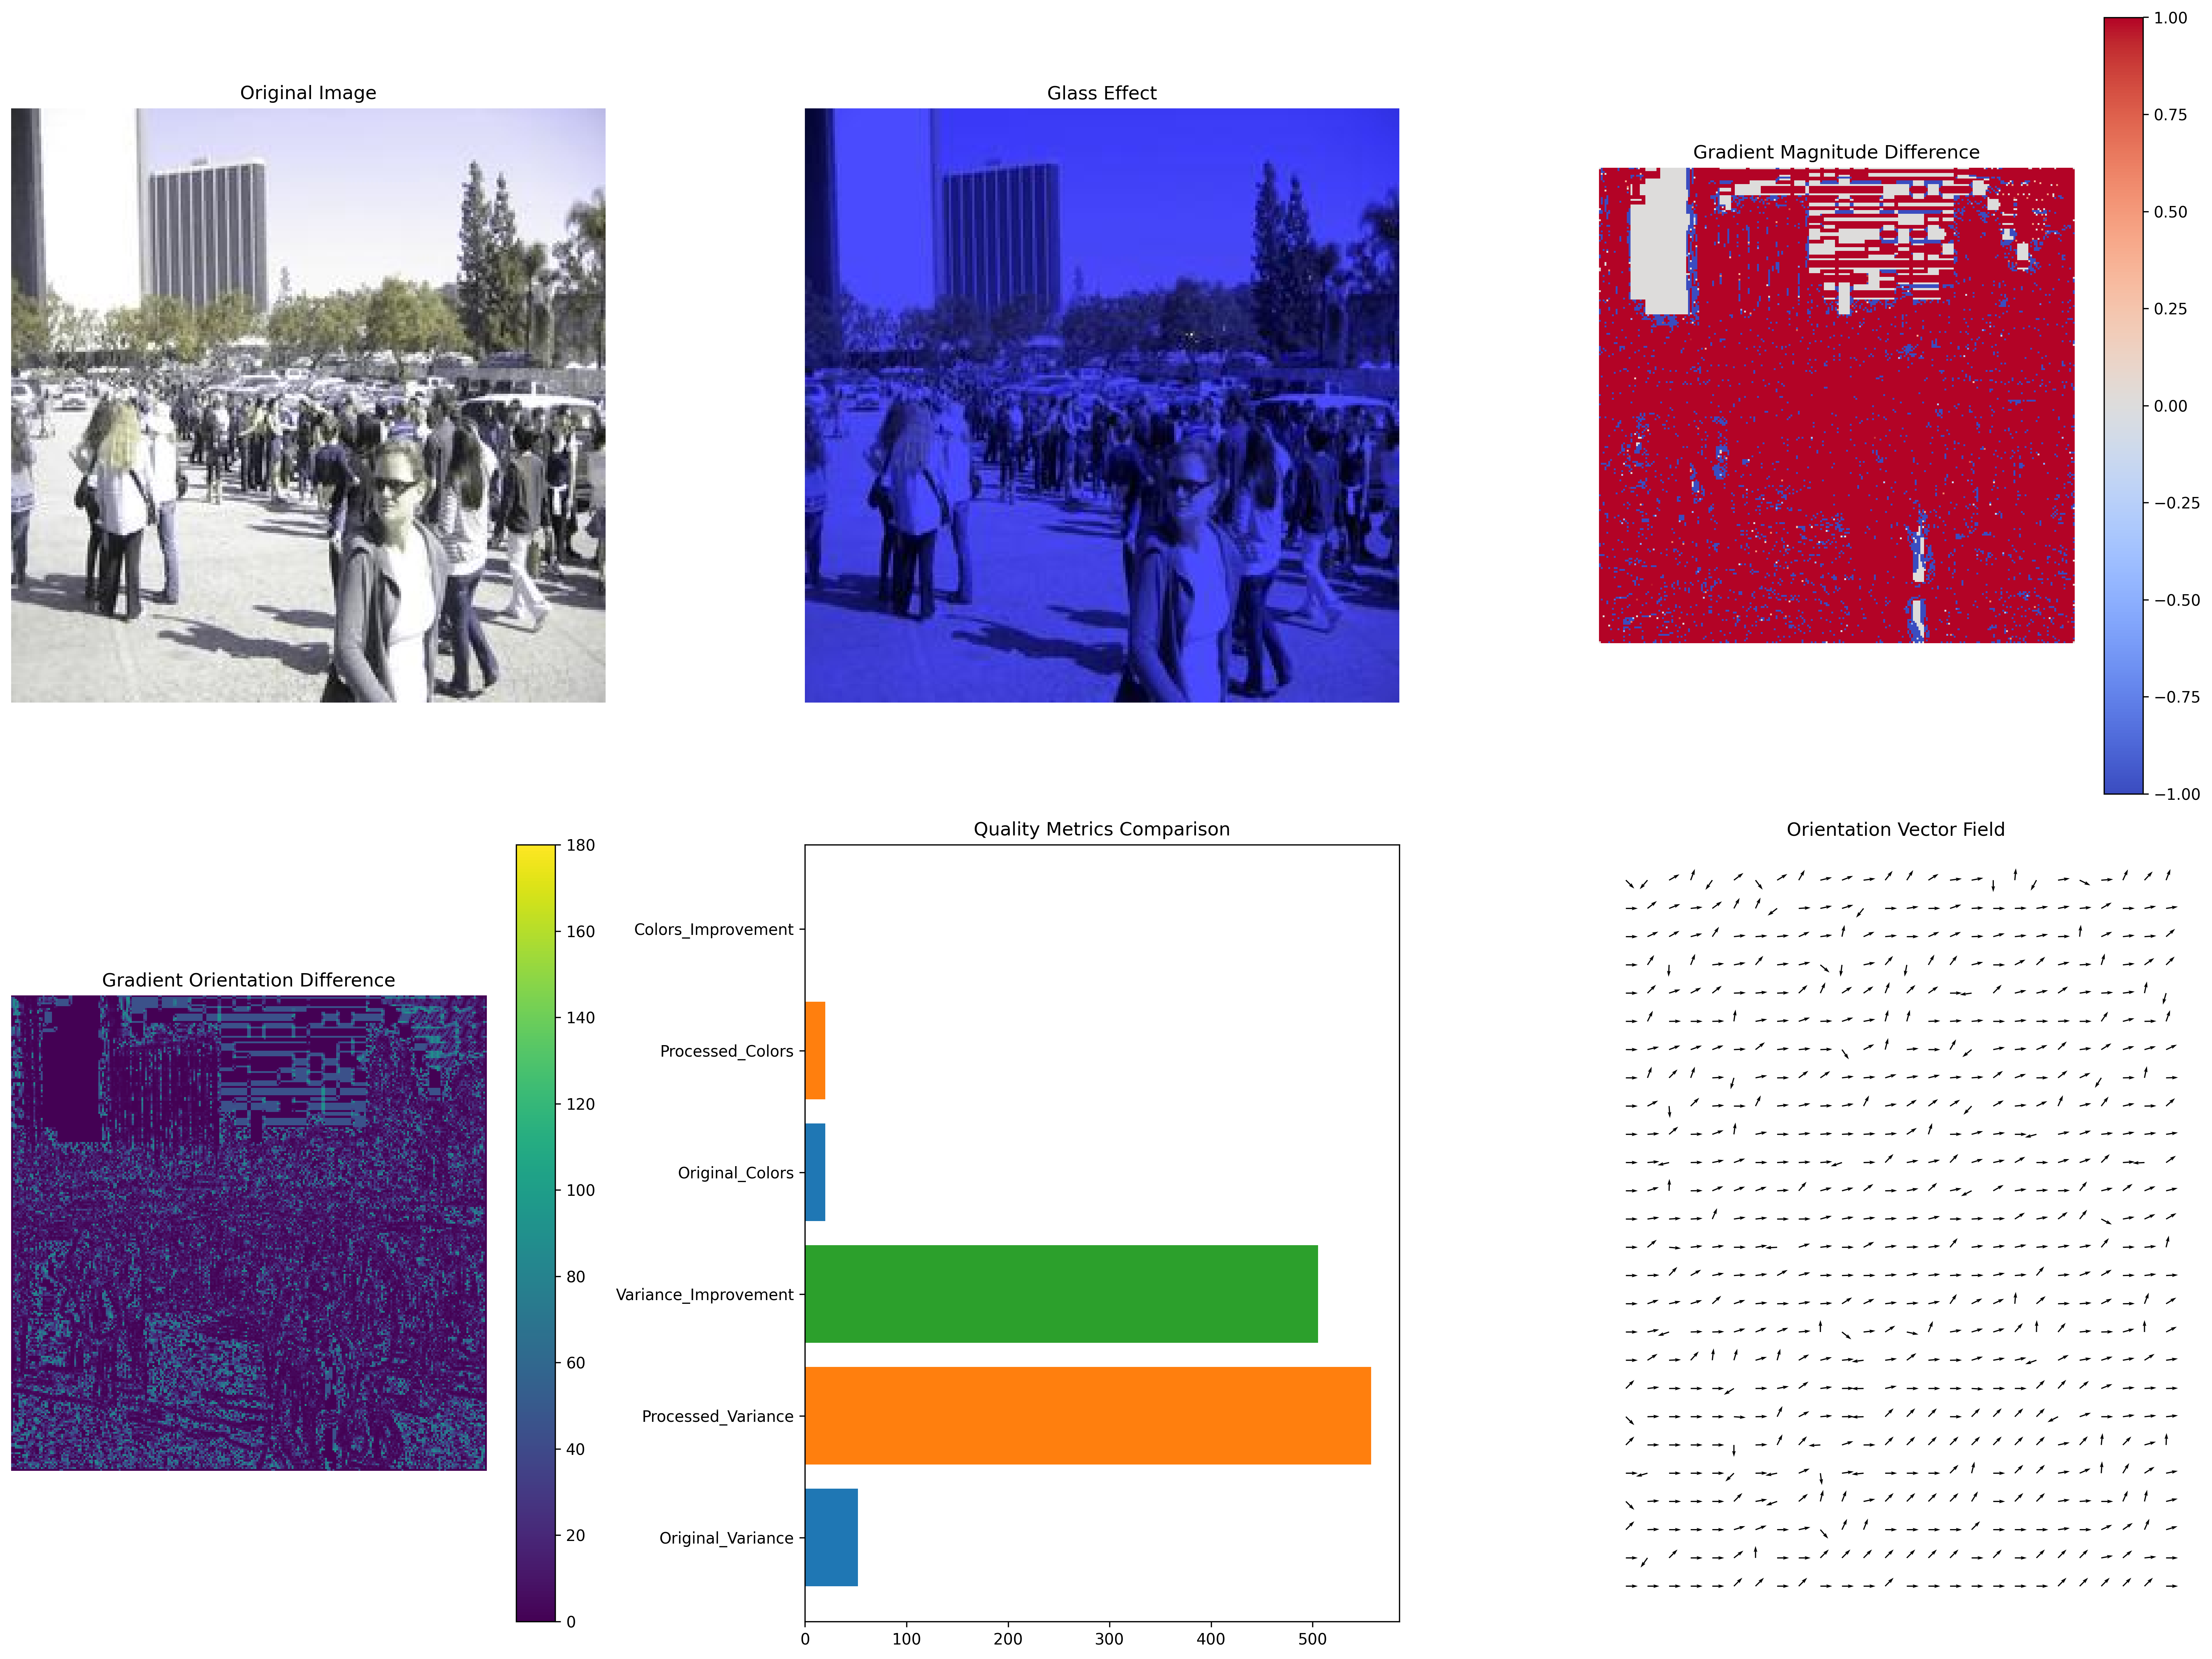 Original Image
Glass Effect
Gradient Magnitude Difference
1.00
0.75
0.50
0.25
0.00
−0.25
−0.50
−0.75
−1.00
Gradient Orientation Difference
180
160
140
120
100
80
60
40
20
0
Quality Metrics Comparison
Colors_Improvement
Processed_Colors
Original_Colors
Variance_Improvement
Processed_Variance
Original_Variance
0 100 200 300 400 500
Orientation Vector Field